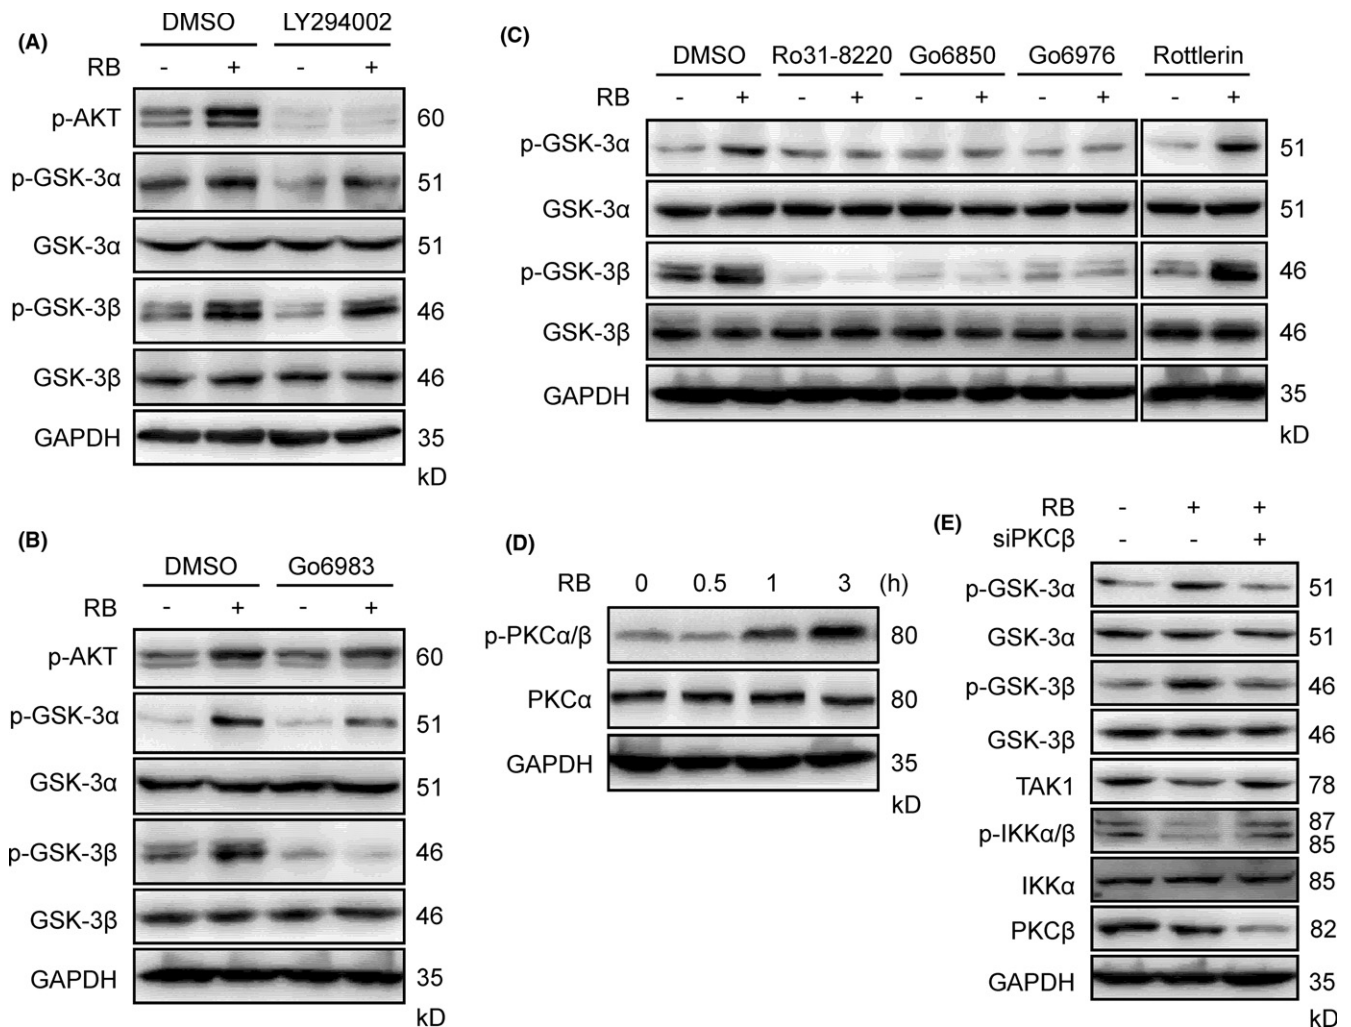 (A)
DMSO LY294002
RB - + - +
p-AKT 60
p-GSK-3α 51
GSK-3α 51
p-GSK-3β 46
GSK-3β 46
GAPDH 35
kD
(B)
DMSO Go6983
RB - + - +
p-AKT 60
p-GSK-3α 51
GSK-3α 51
p-GSK-3β 46
GSK-3β 46
GAPDH 35
kD
(C)
DMSO Ro31-8220 Go6850 Go6976 Rottlerin
RB - + - + - + - + - +
p-GSK-3α 51
GSK-3α 51
p-GSK-3β 46
GSK-3β 46
GAPDH 35
kD
(D)
RB 0 0.5 1 3 (h)
p-PKCα/β 80
PKCα 80
GAPDH 35
kD
(E)
RB - + +
siPKCβ - - +
p-GSK-3α 51
GSK-3α 51
p-GSK-3β 46
GSK-3β 46
TAK1 78
p-IKKα/β 87
85
IKKα 85
PKCβ 82
GAPDH 35
kD